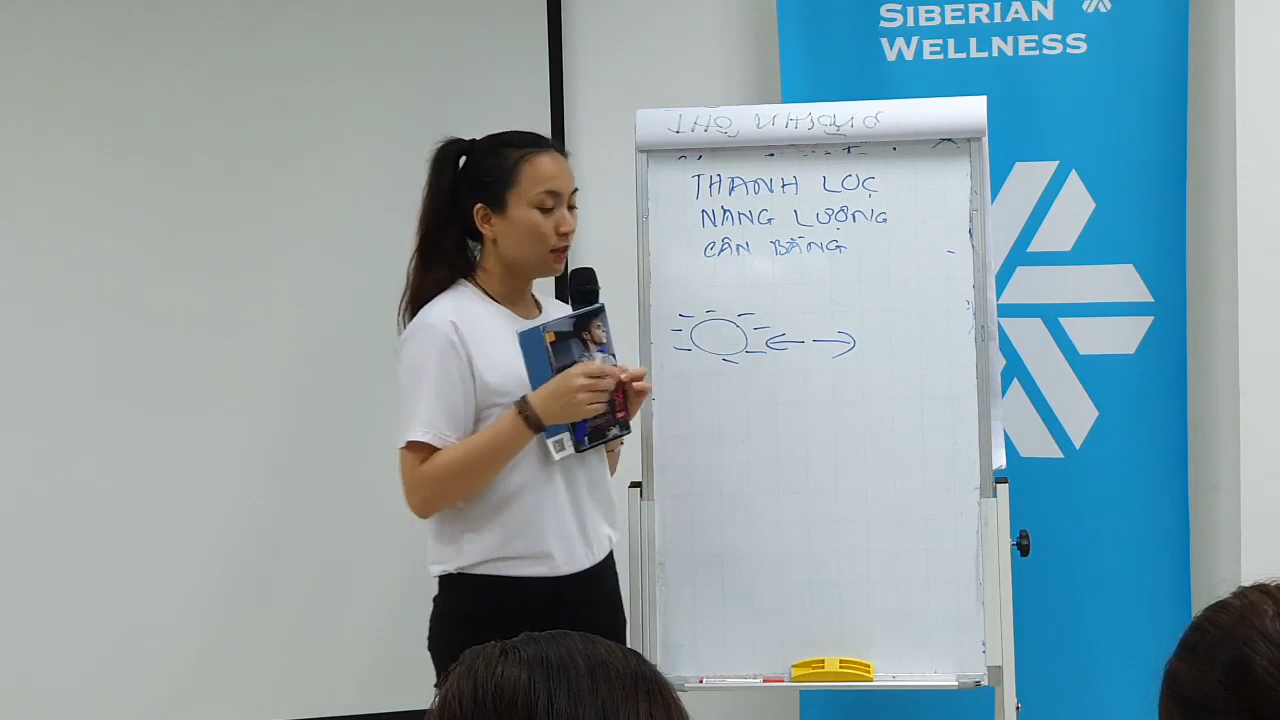 SIBERIAN
WELLNESS
THANH LỌC
NĂNG LƯỢNG
CÂN BẰNG